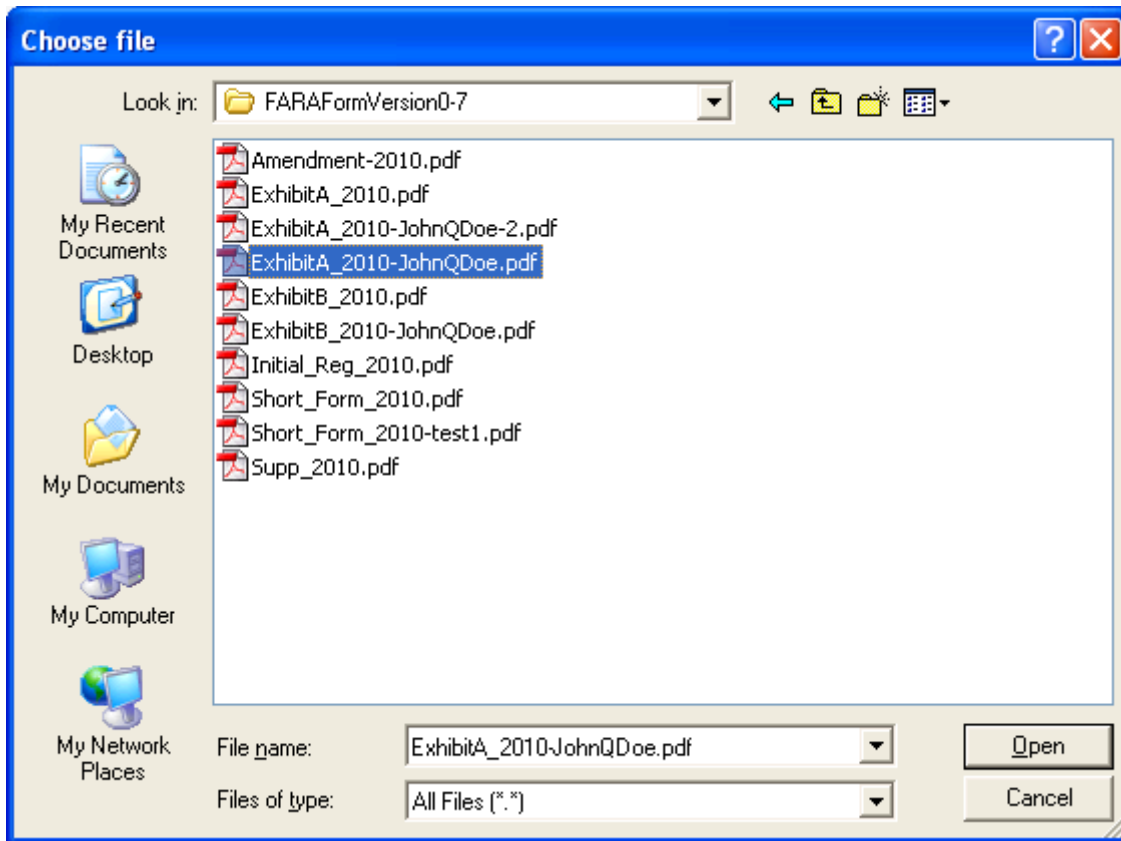 Choose file
Look in:
FARAFormVersion0-7
My Recent
Documents
Desktop
My Documents
My Computer
My Network
Places
Amendment-2010.pdf
ExhibitA_2010.pdf
ExhibitA_2010-JohnQDoe-2.pdf
ExhibitA_2010-JohnQDoe.pdf
ExhibitB_2010.pdf
ExhibitB_2010-JohnQDoe.pdf
Initial_Reg_2010.pdf
Short_Form_2010.pdf
Short_Form_2010-test1.pdf
Supp_2010.pdf
File name:
ExhibitA_2010-JohnQDoe.pdf
Open
Files of type:
All Files (*.*)
Cancel